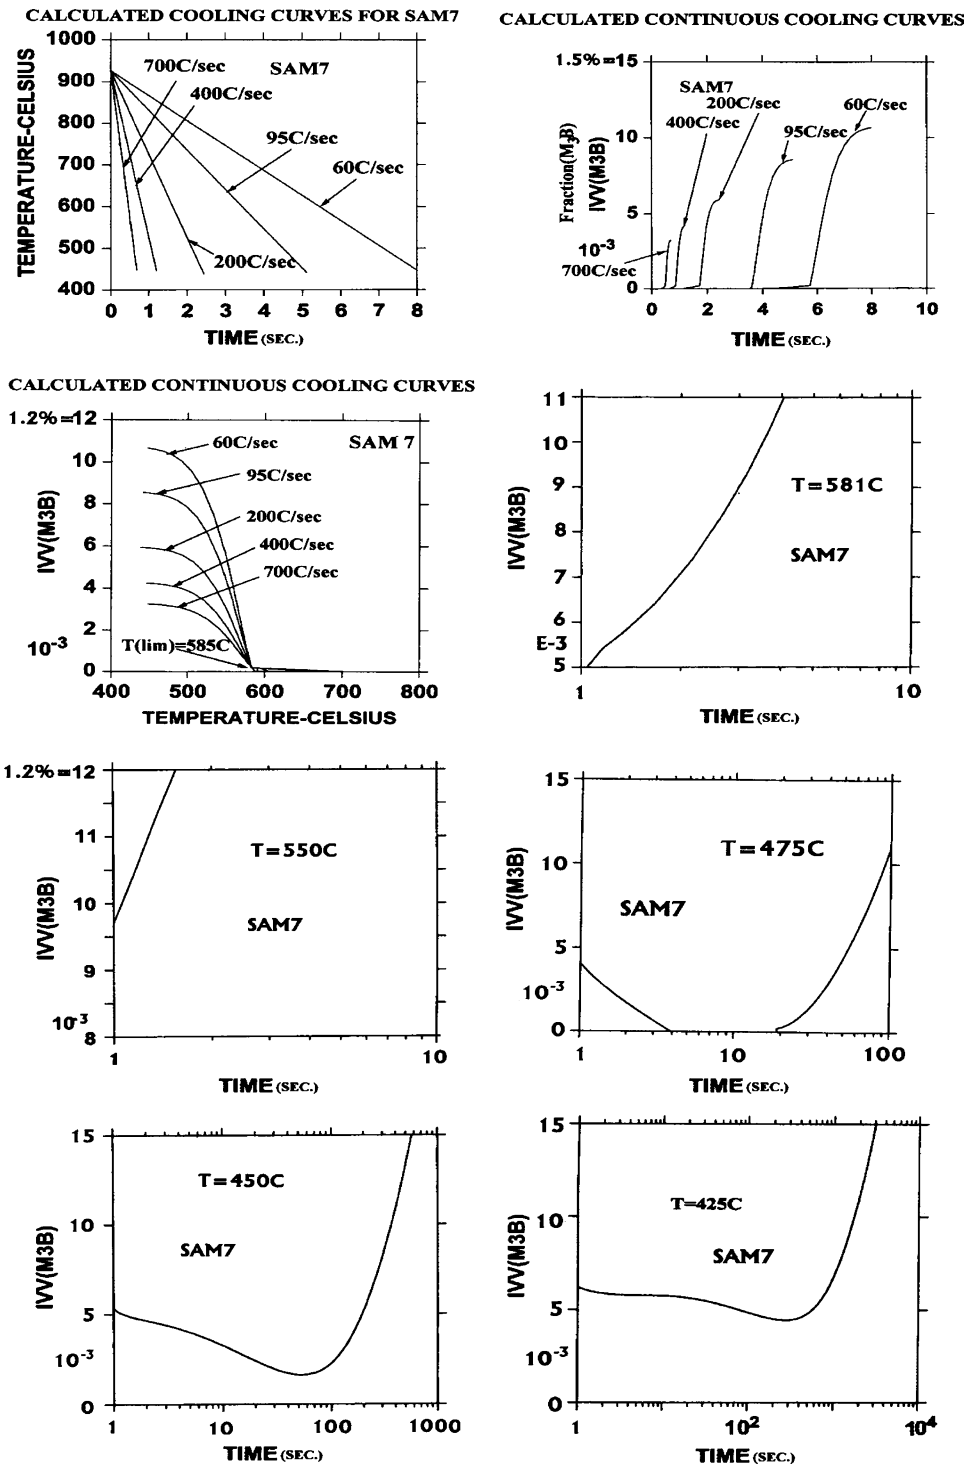 CALCULATED COOLING CURVES FOR SAM7
1000
900
800
700
600
500
400
TEMPERATURE-CELSIUS
700C/sec
SAM7
400C/sec
95C/sec
60C/sec
200C/sec
0 1 2 3 4 5 6 7 8
TIME (SEC.)
CALCULATED CONTINUOUS COOLING CURVES
1.5%=15
10
5
0
Fraction(M3B)
IVV(M3B)
10-3
SAM7
200C/sec
400C/sec
60C/sec
95C/sec
700C/sec
0 2 4 6 8 10
TIME (SEC.)
CALCULATED CONTINUOUS COOLING CURVES
1.2%=12
10
8
6
4
2
0
IVV(M3B)
10-3
60C/sec
SAM 7
95C/sec
200C/sec
400C/sec
700C/sec
T(lim)=585C
400 500 600 700 800
TEMPERATURE-CELSIUS
11
10
9
8
7
6
5
IVV(M3B)
E-3
T=581C
SAM7
1 10
TIME (SEC.)
1.2%=12
11
10
9
8
IVV(M3B)
10-3
T=550C
SAM7
1 10
TIME (SEC.)
15
10
5
0
IVV(M3B)
10-3
T=475C
SAM7
1 10 100
TIME (SEC.)
15
10
5
0
IVV(M3B)
10-3
T=450C
SAM7
1 10 100 1000
TIME (SEC.)
15
10
5
0
IVV(M3B)
10-3
T=425C
SAM7
1 102 104
TIME (SEC.)